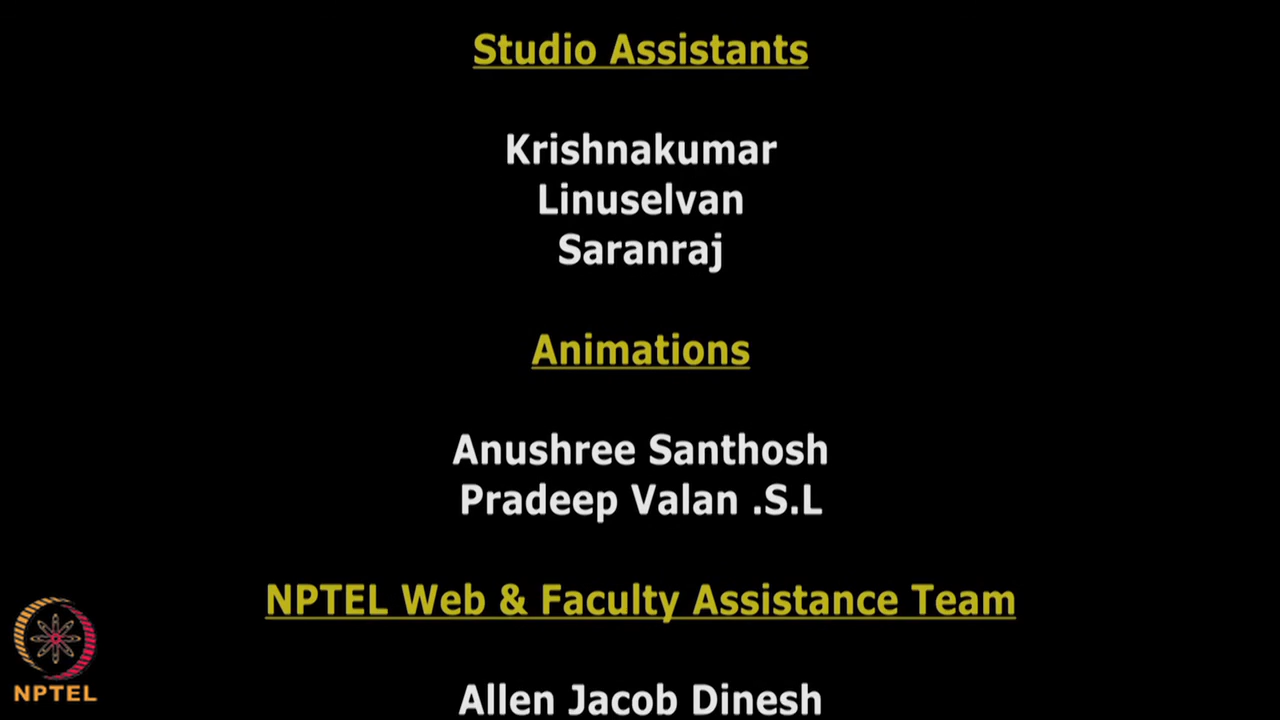 Studio Assistants
Krishnakumar
Linuselvan
Saranraj
Animations
Anushree Santhosh
Pradeep Valan .S.L
NPTEL Web & Faculty Assistance Team
Allen Jacob Dinesh
NPTEL